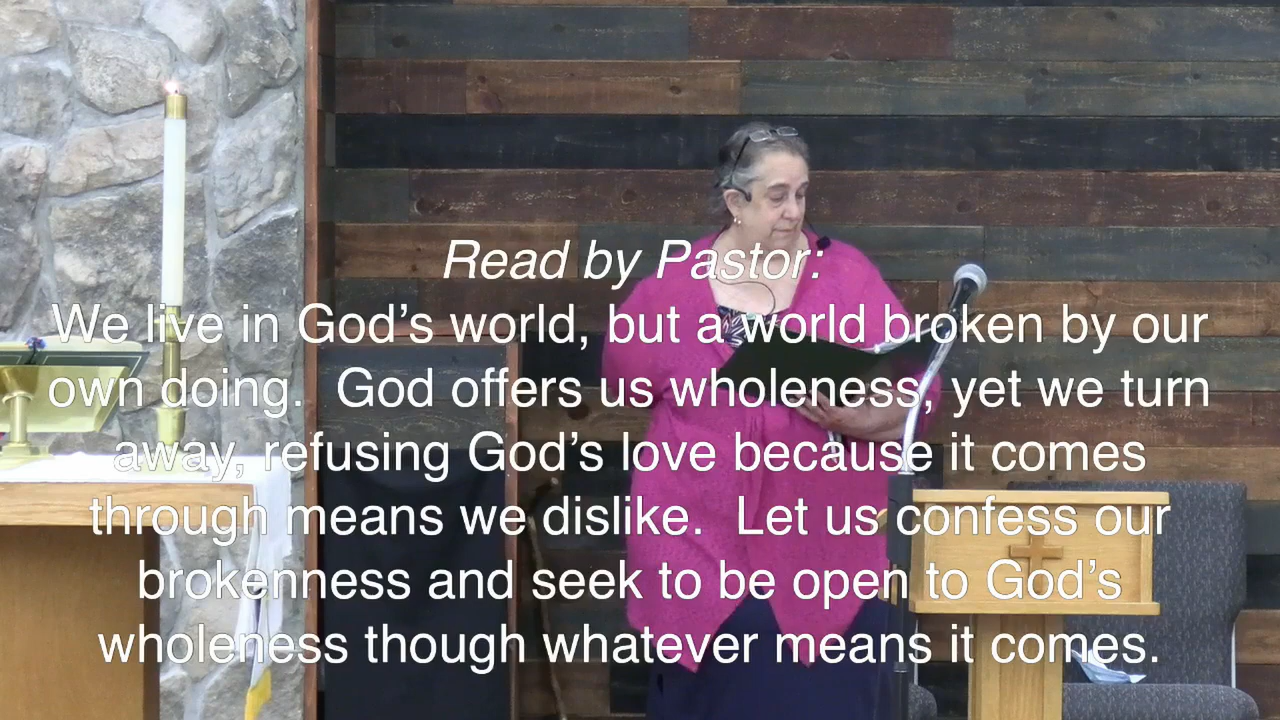 Read by Pastor:
We live in God’s world, but a world broken by our
own doing.  God offers us wholeness, yet we turn
away, refusing God’s love because it comes
through means we dislike.  Let us confess our
brokenness and seek to be open to God’s
wholeness though whatever means it comes.